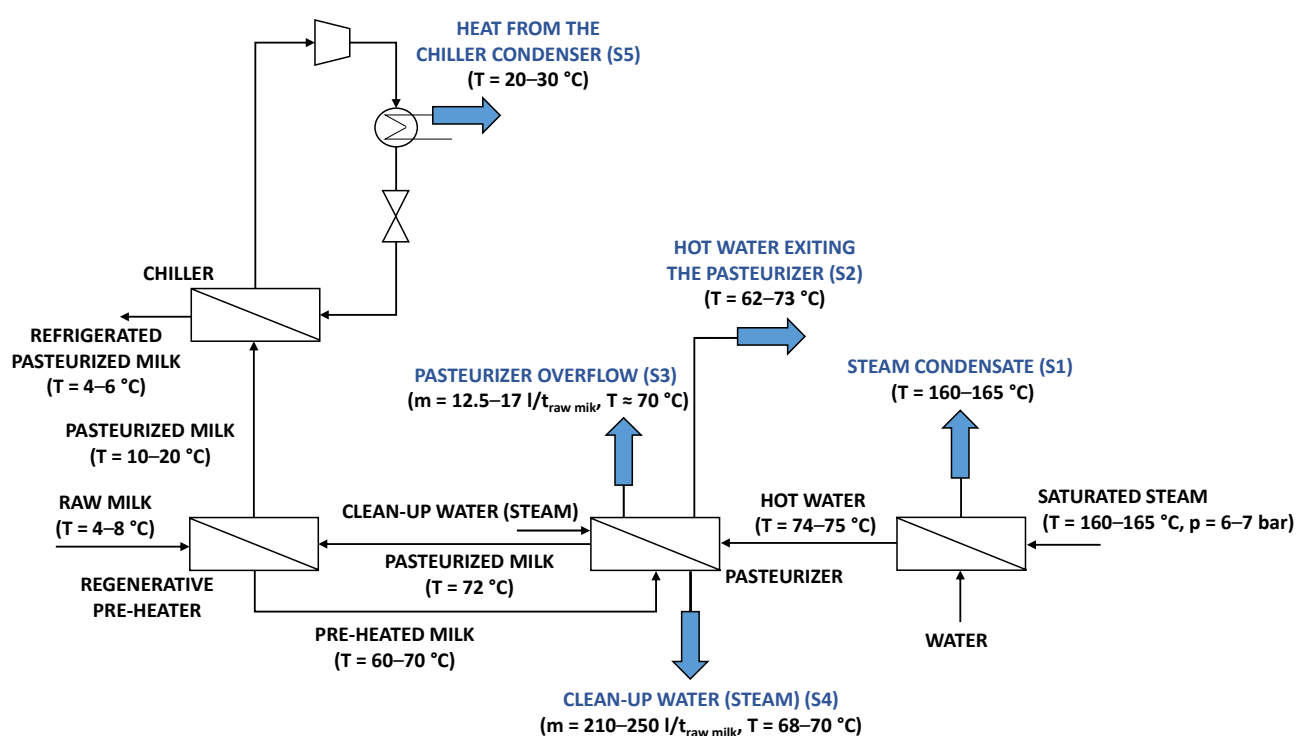 HEAT FROM THE
CHILLER CONDENSER (S5)
(T = 20–30 °C)
HOT WATER EXITING
THE PASTEURIZER (S2)
(T = 62–73 °C)
CHILLER
REFRIGERATED
PASTEURIZED MILK
(T = 4–6 °C)
PASTEURIZER OVERFLOW (S3)
(m = 12.5–17 l/traw mik, T ≈ 70 °C)
STEAM CONDENSATE (S1)
(T = 160–165 °C)
PASTEURIZED MILK
(T = 10–20 °C)
RAW MILK
(T = 4–8 °C)
CLEAN-UP WATER (STEAM)
HOT WATER
(T = 74–75 °C)
SATURATED STEAM
(T = 160–165 °C, p = 6–7 bar)
REGENERATIVE
PRE-HEATER
PASTEURIZED MILK
(T = 72 °C)
PASTEURIZER
PRE-HEATED MILK
(T = 60–70 °C)
WATER
CLEAN-UP WATER (STEAM) (S4)
(m = 210–250 l/traw milk, T = 68–70 °C)